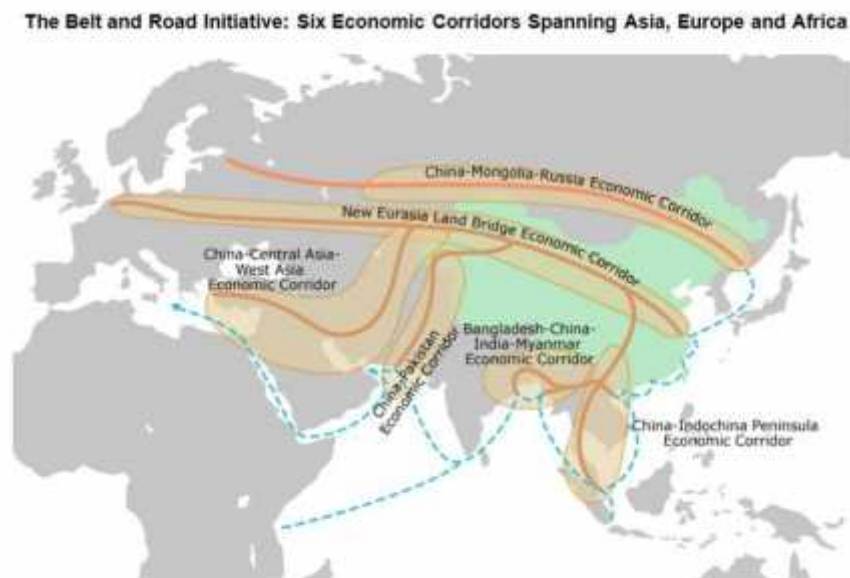 The Belt and Road Initiative: Six Economic Corridors Spanning Asia, Europe and Africa
China-Mongolia-Russia Economic Corridor
New Eurasia Land Bridge Economic Corridor
China-Central Asia-
West Asia
Economic Corridor
China-Pakistan
Economic Corridor
Bangladesh-China-
India-Myanmar
Economic Corridor
China-Indochina Peninsula
Economic Corridor